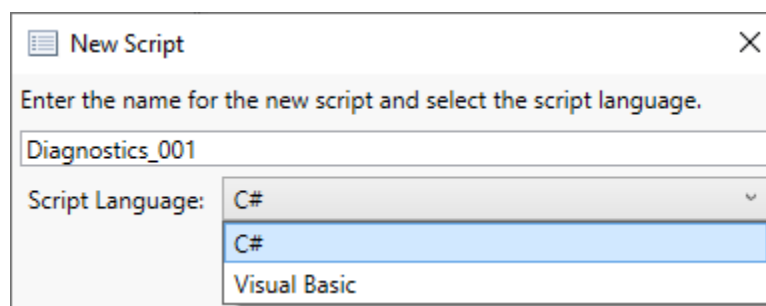 New Script
Enter the name for the new script and select the script language.
Diagnostics_001
Script Language: C#
C#
Visual Basic